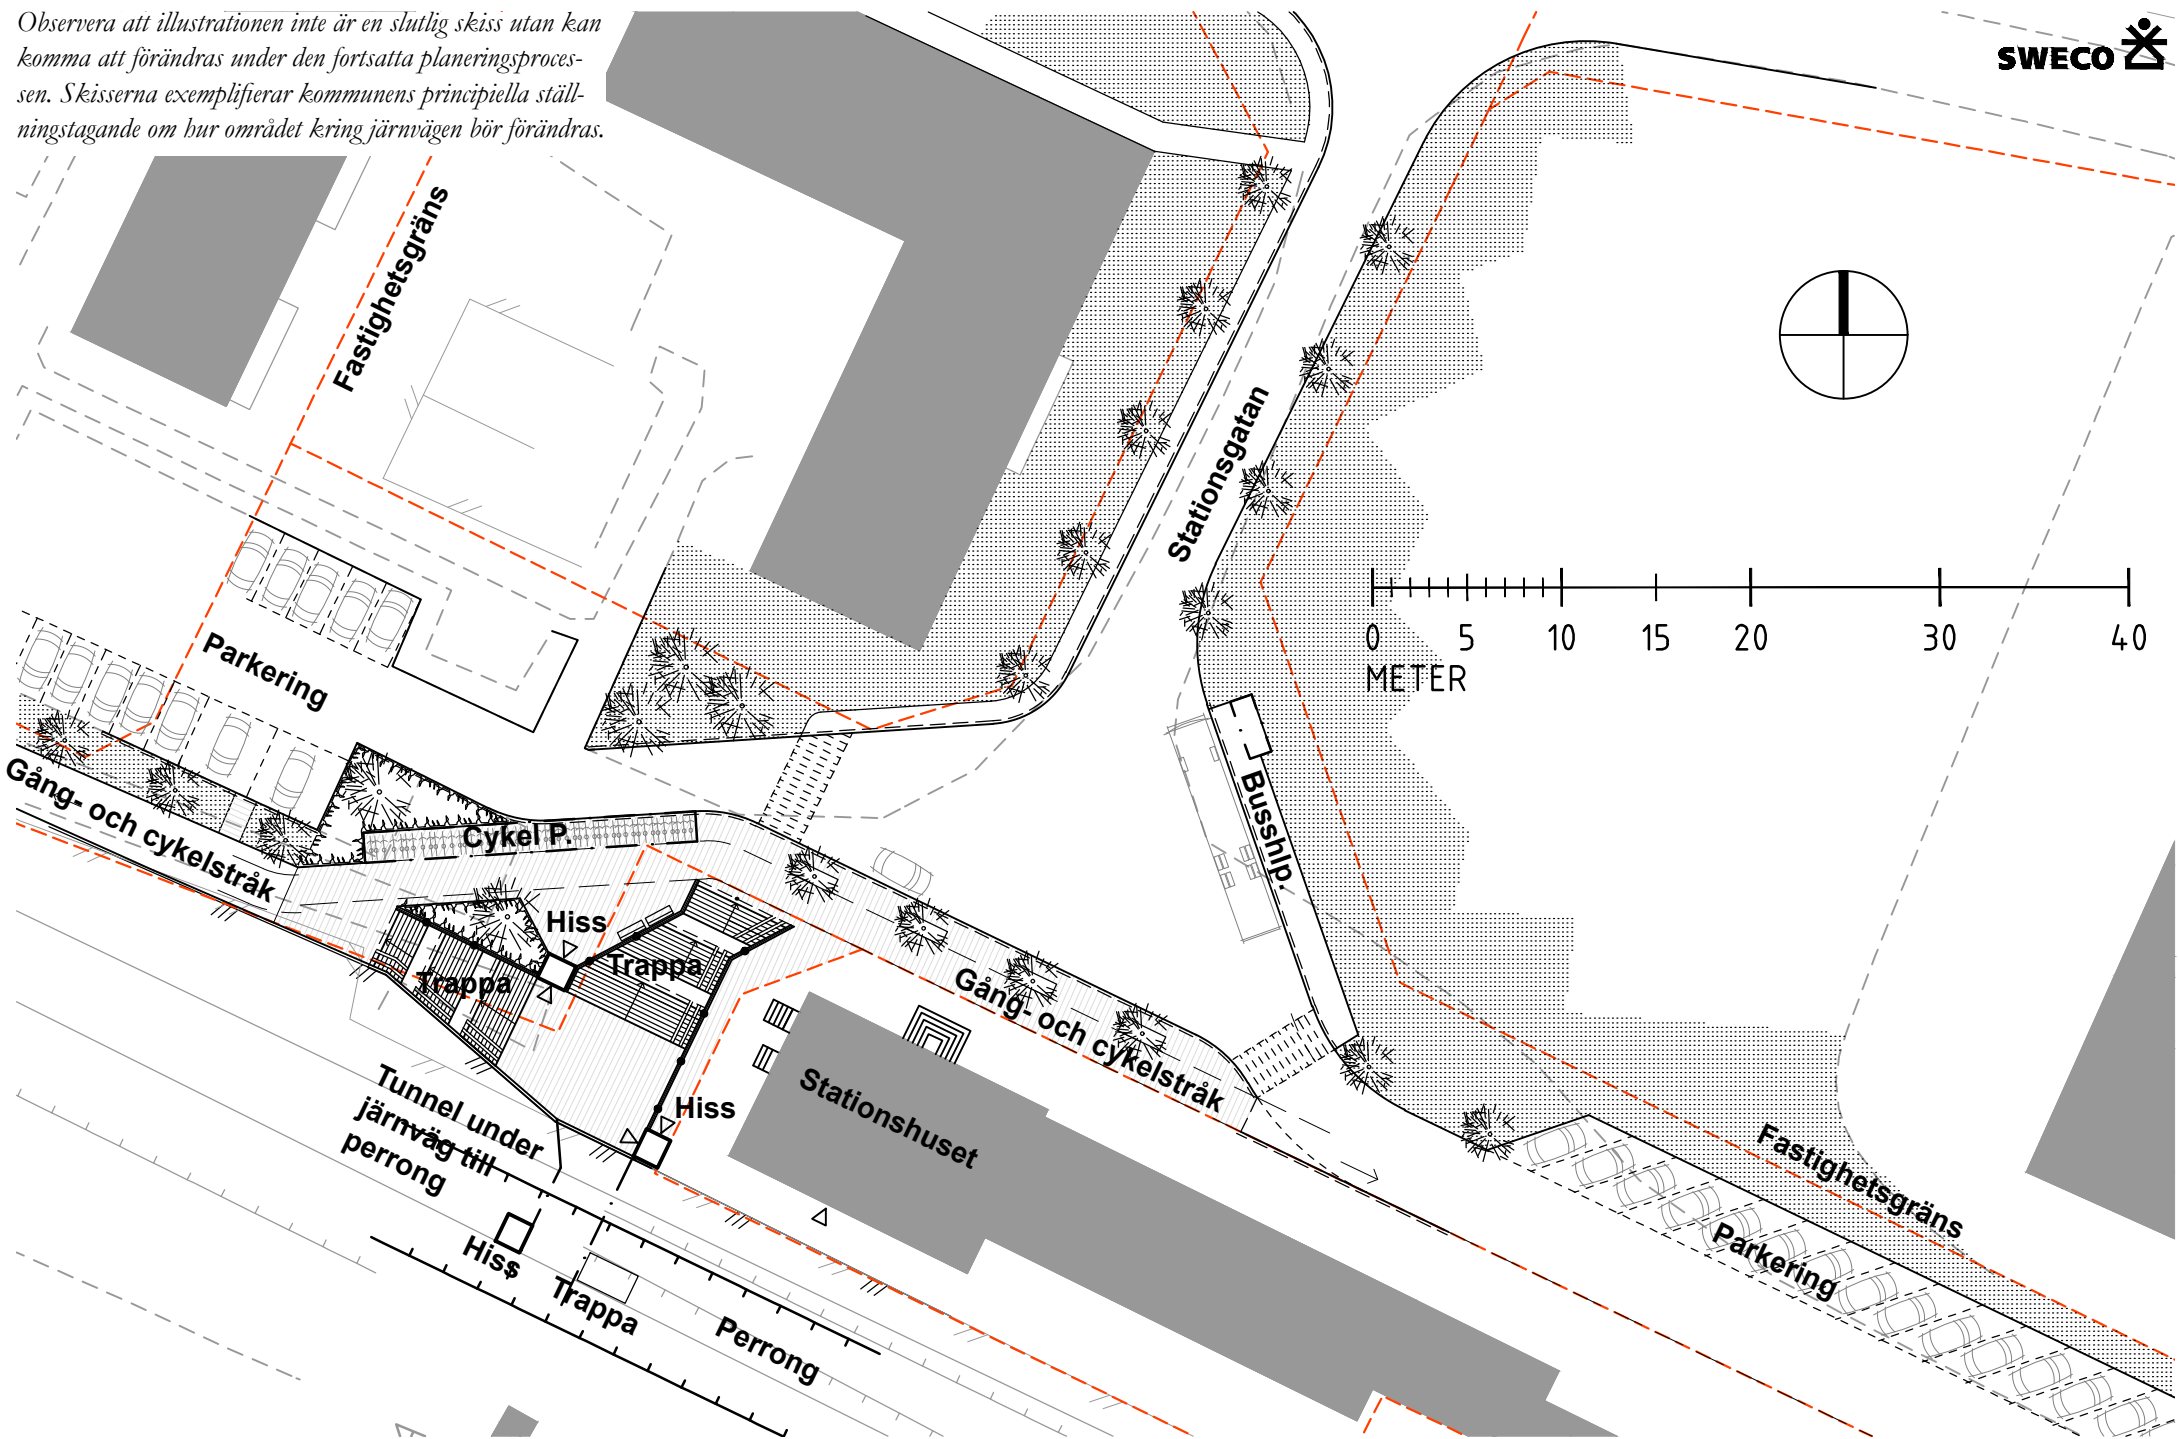 Observera att illustrationen inte är en slutlig skiss utan kan
komma att förändras under den fortsatta planeringsproces-
sen. Skisserna exemplifierar kommunens principiella ställ-
ningstagande om hur området kring järnvägen bör förändras.
SWECO
Fastighetsgräns
Stationsgatan
0 5 10 15 20 30 40
METER
Parkering
Gång- och cykelstråk
Cykel P.
Busshlp.
Hiss
Trappa
Trappa
Gång- och cykelstråk
Stationshuset
Hiss
Tunnel under
järnväg till
perrong
Hiss
Trappa
Perrong
Fastighetsgräns
Parkering